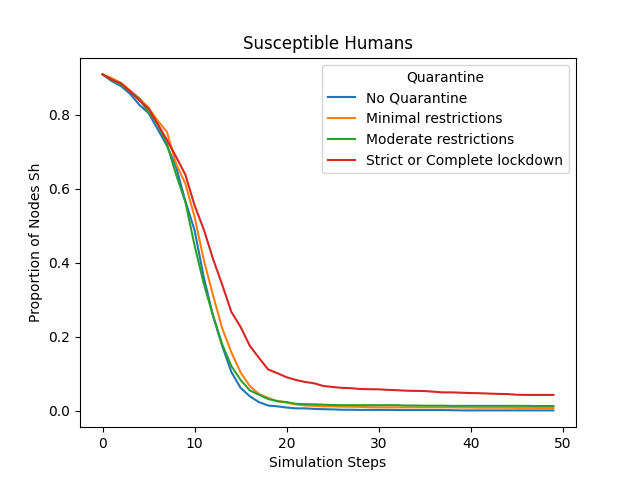 Susceptible Humans
Quarantine
No Quarantine
Minimal restrictions
Moderate restrictions
Strict or Complete lockdown
Proportion of Nodes Sh
0.8
0.6
0.4
0.2
0.0
0 10 20 30 40 50
Simulation Steps